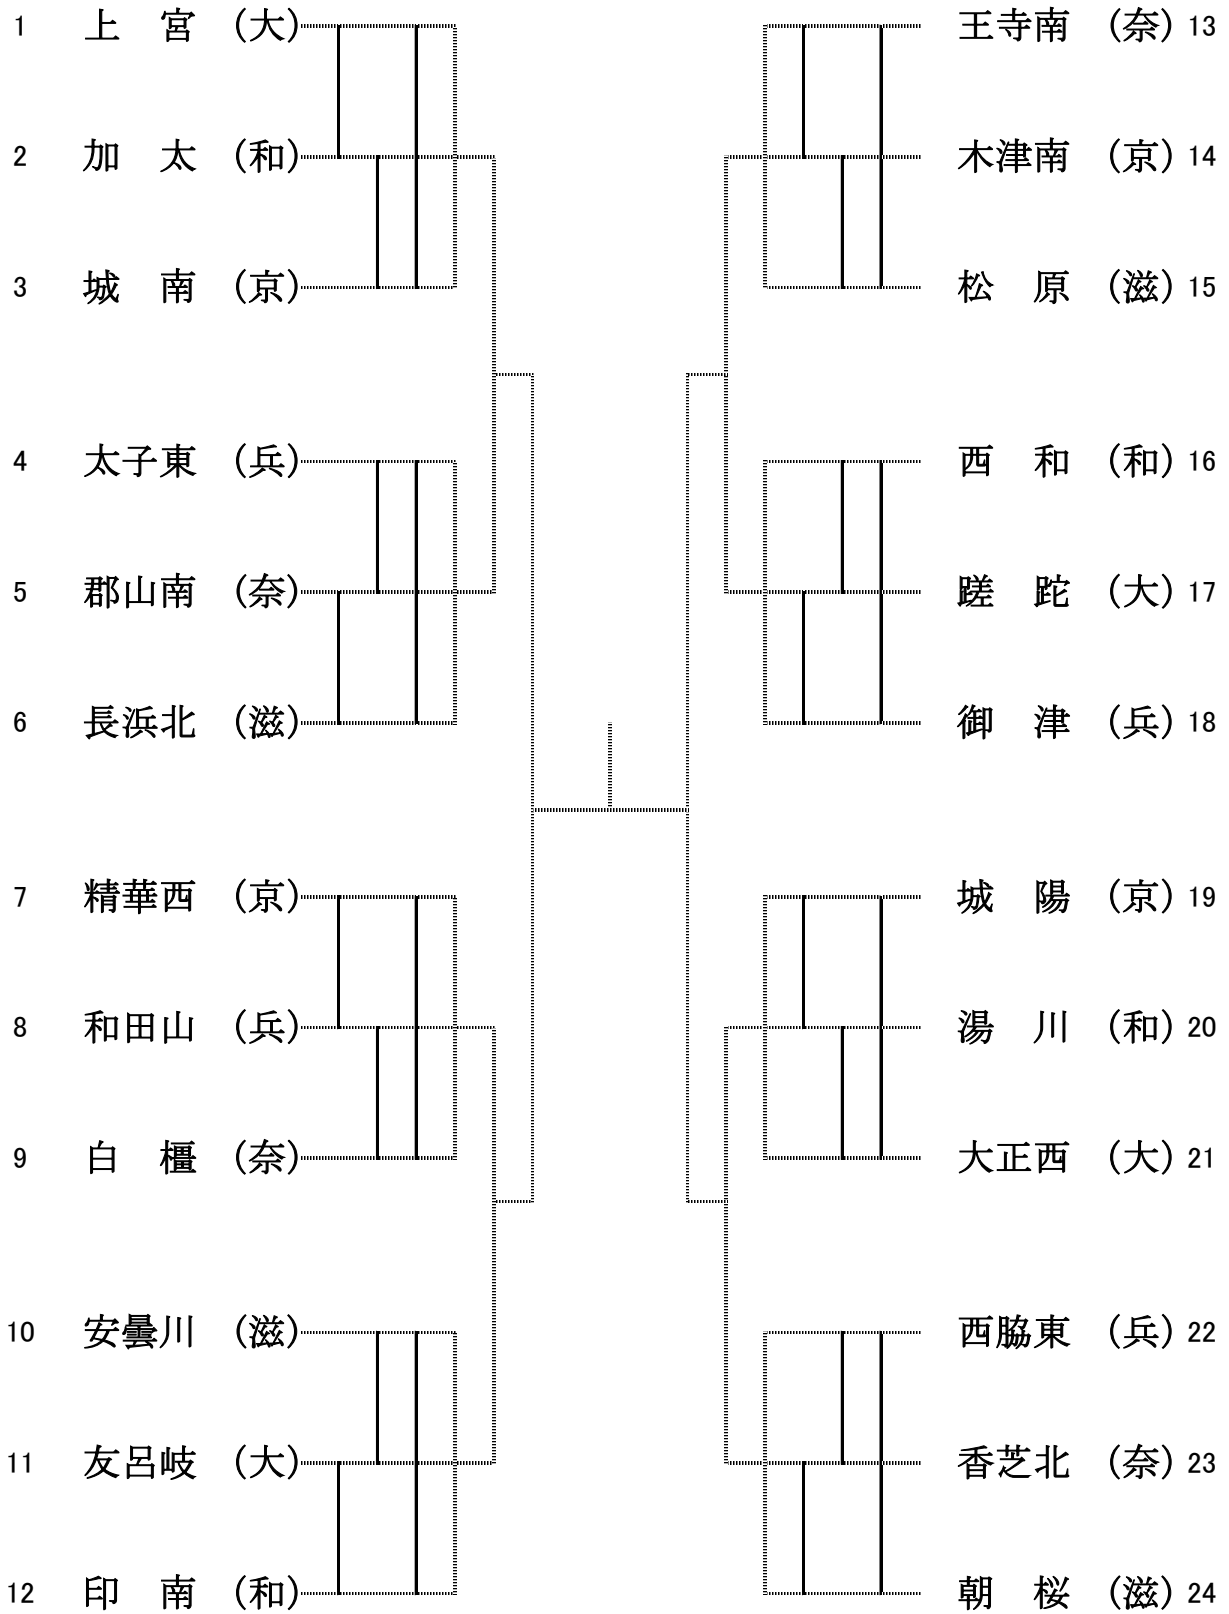 1 上 宮 (大)
2 加 太 (和)
3 城 南 (京)
4 太子東 (兵)
5 郡山南 (奈)
6 長浜北 (滋)
7 精華西 (京)
8 和田山 (兵)
9 白 橿 (奈)
10 安曇川 (滋)
11 友呂岐 (大)
12 印 南 (和)
王寺南 (奈) 13
木津南 (京) 14
松 原 (滋) 15
西 和 (和) 16
蹉 跎 (大) 17
御 津 (兵) 18
城 陽 (京) 19
湯 川 (和) 20
大正西 (大) 21
西脇東 (兵) 22
香芝北 (奈) 23
朝 桜 (滋) 24